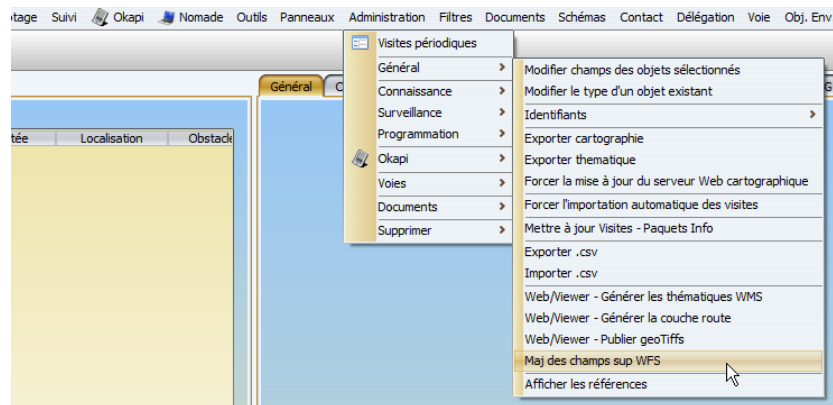 tage Suivi Okapi Nomade Outils Panneaux Administration Filtres Documents Schémas Contact Délégation Voie Obj. Env
Visites périodiques
Général
Connaissance
Surveillance
Programmation
Okapi
Voies
Documents
Supprimer
Modifier champs des objets sélectionnés
Modifier le type d'un objet existant
Identifiants
Exporter cartographie
Exporter thematique
Forcer la mise à jour du serveur Web cartographique
Forcer l'importation automatique des visites
Mettre à jour Visites - Paquets Info
Exporter .csv
Importer .csv
Web/Viewer - Générer les thématiques WMS
Web/Viewer - Générer la couche route
Web/Viewer - Publier geoTiffs
Maj des champs sup WFS
Afficher les références
Général C G
tée Localisation Obstacle